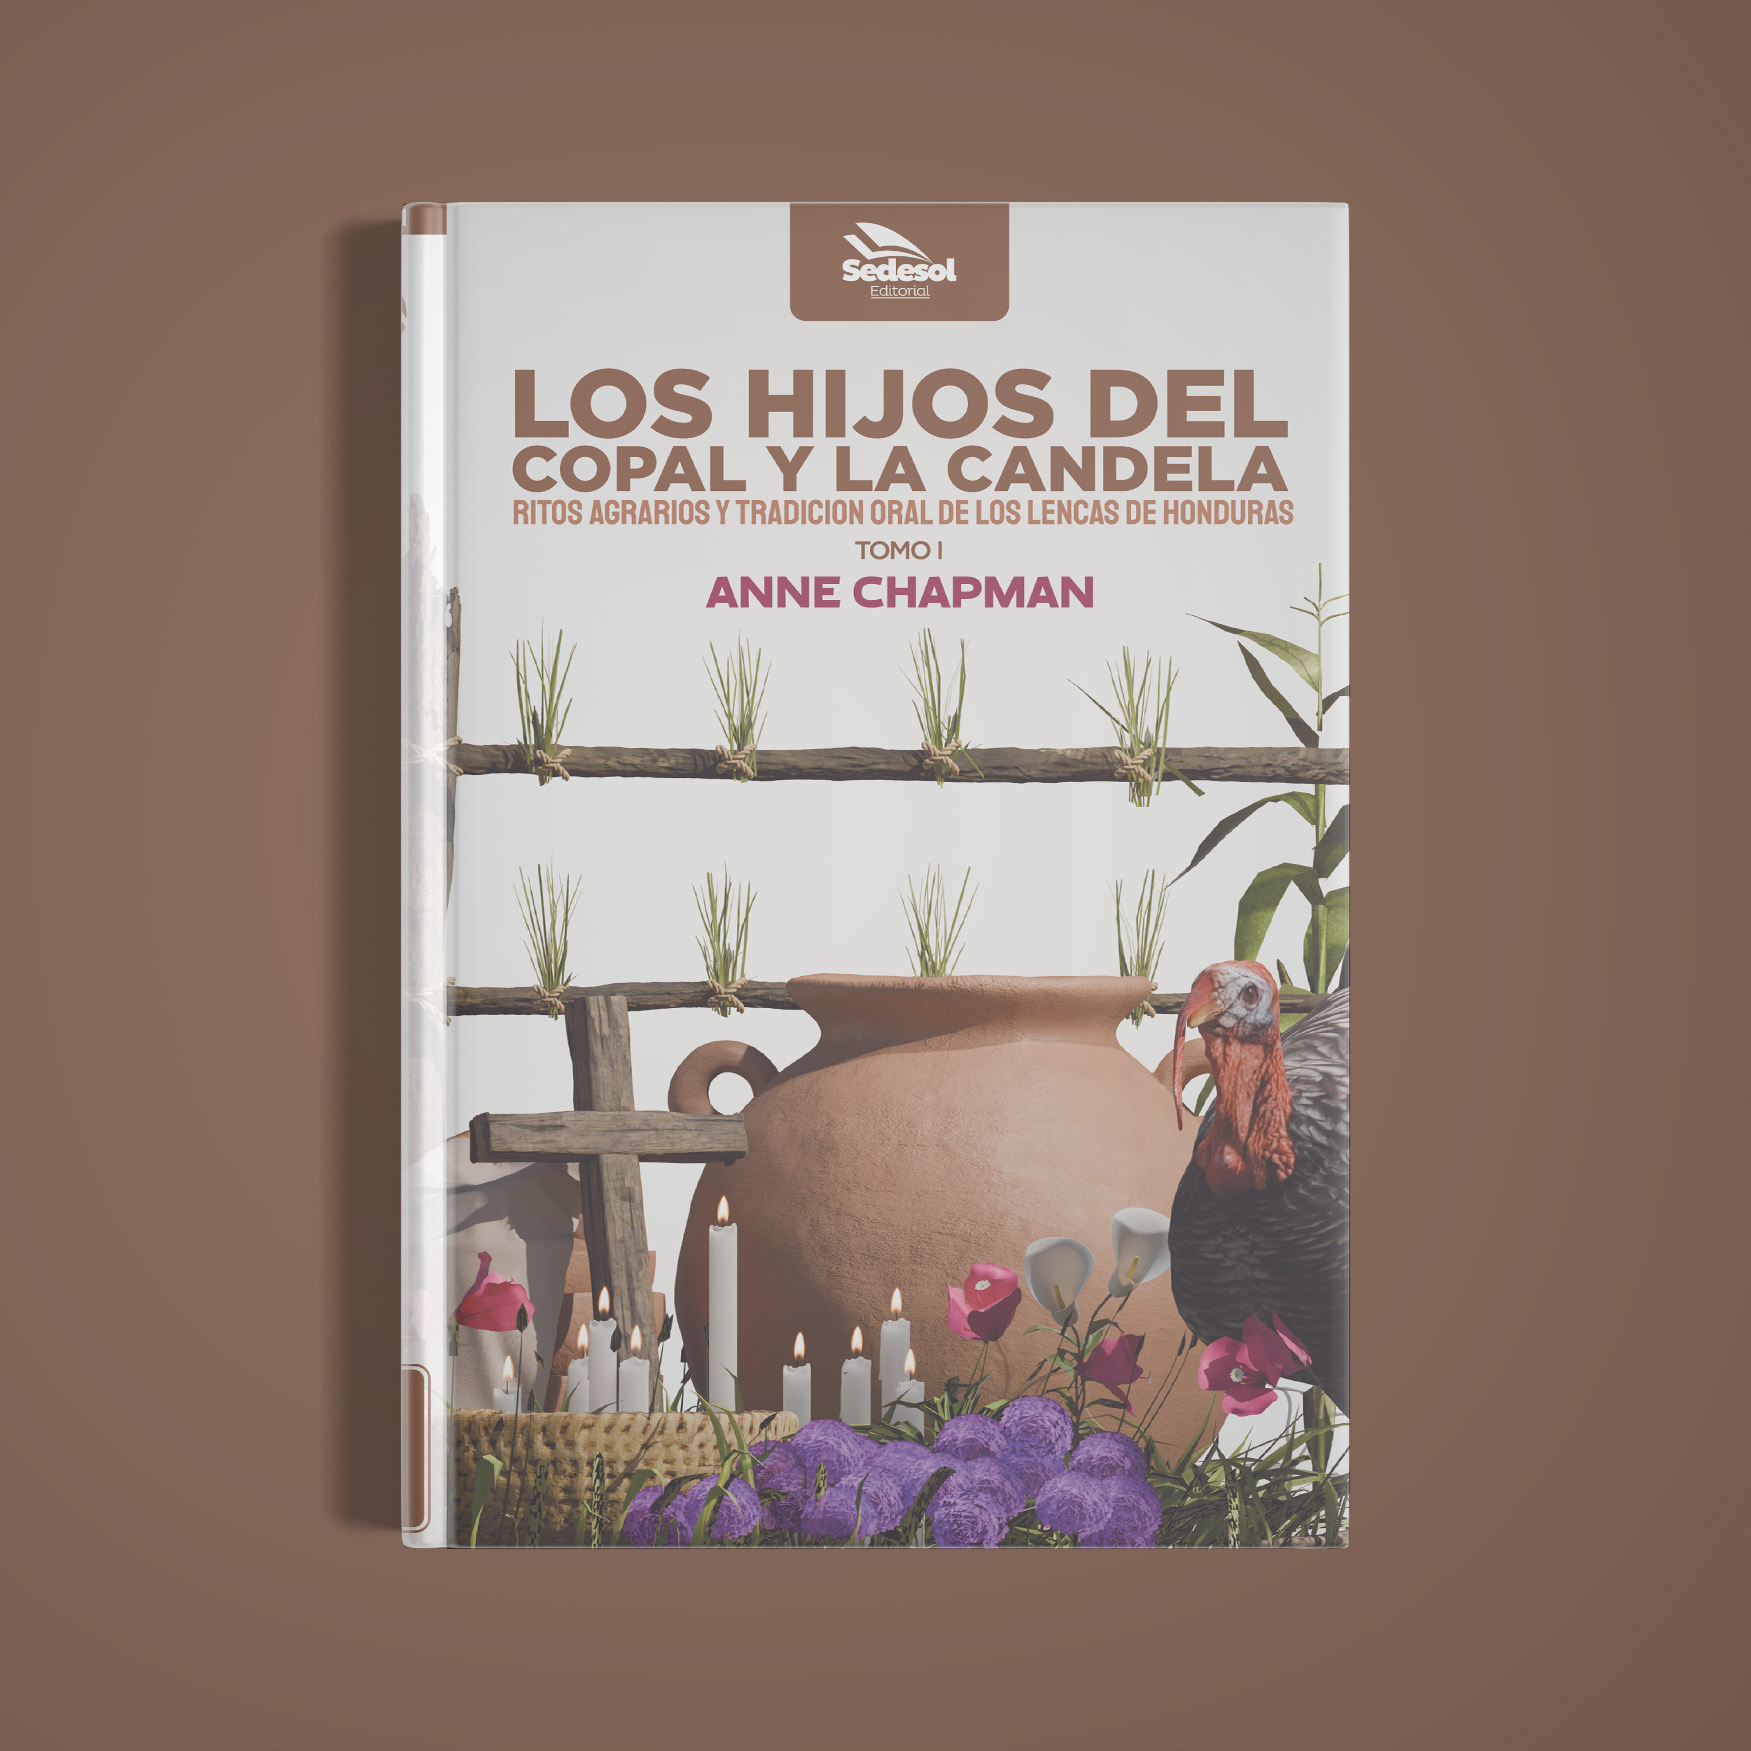 Sedesol
Editorial
LOS HIJOS DEL
COPAL Y LA CANDELA
RITOS AGRARIOS Y TRADICION ORAL DE LOS LENCAS DE HONDURAS
TOMO I
ANNE CHAPMAN